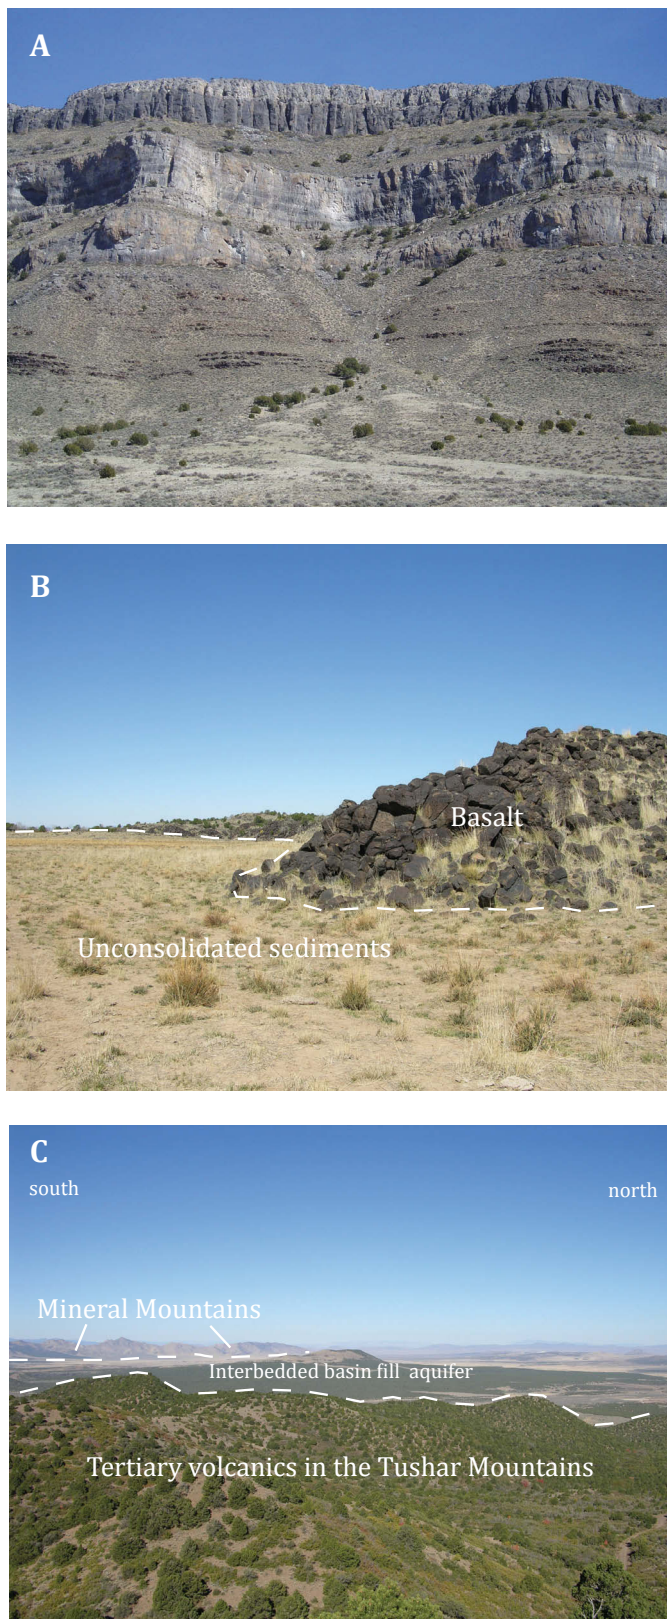 A
B
Basalt
Unconsolidated sediments
C
south
north
Mineral Mountains
Interbedded basin fill aquifer
Tertiary volcanics in the Tushar Mountains